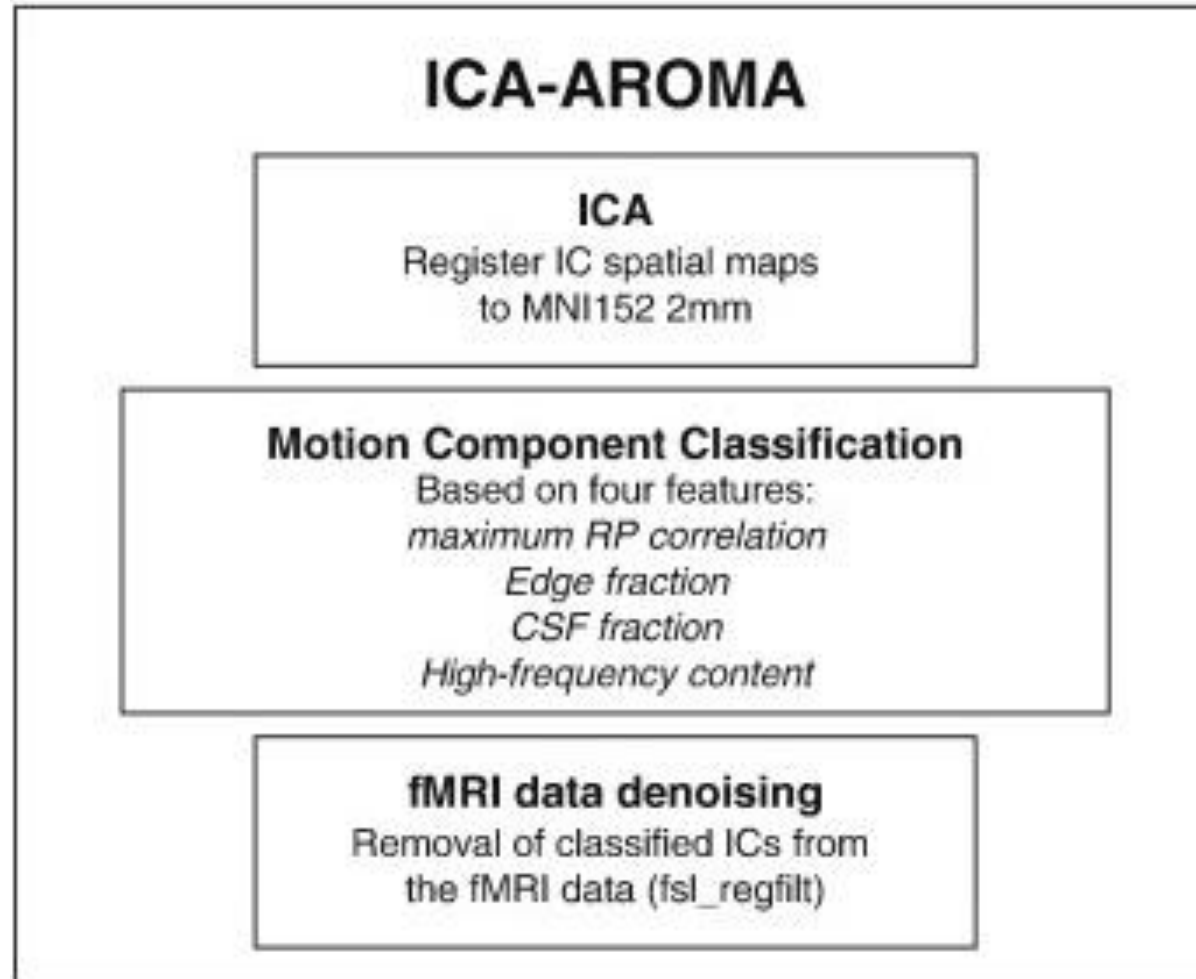 ICA-AROMA
ICA
Register IC spatial maps
to MNI152 2mm
Motion Component Classification
Based on four features:
maximum RP correlation
Edge fraction
CSF fraction
High-frequency content
fMRI data denoising
Removal of classified ICs from
the fMRI data (fsl_regfilt)